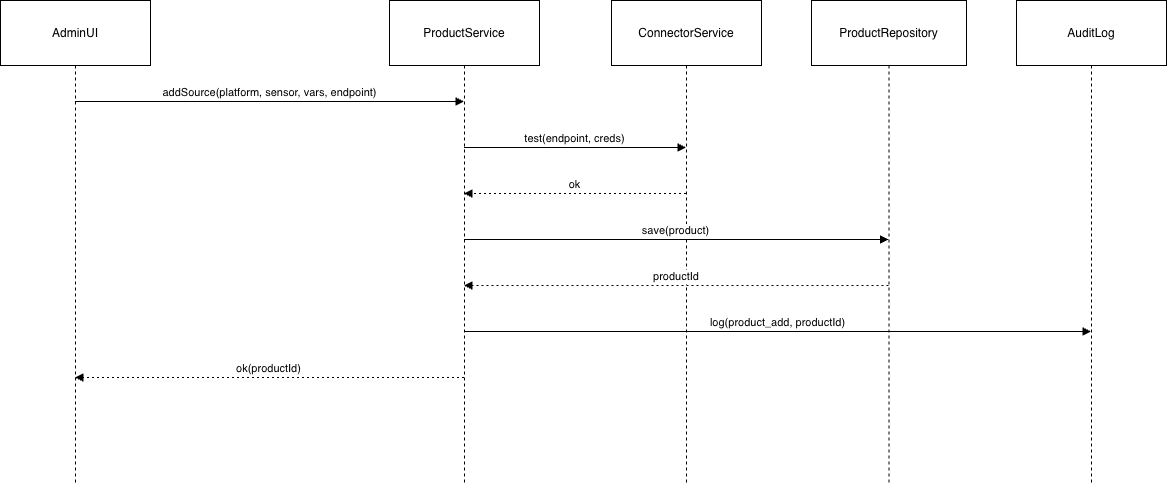 AdminUI
ProductService
ConnectorService
ProductRepository
AuditLog
addSource(platform, sensor, vars, endpoint)
test(endpoint, creds)
ok
save(product)
productId
log(product_add, productId)
ok(productId)